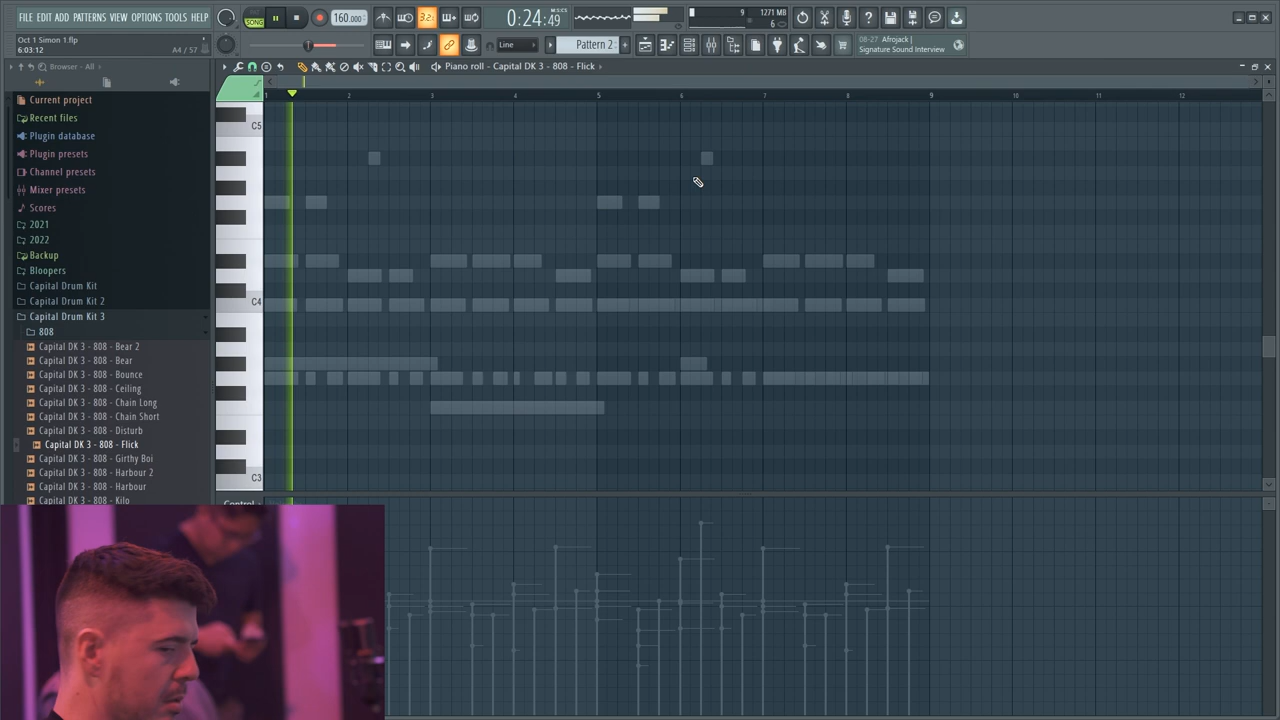 FILE EDIT ADD PATTERNS VIEW OPTIONS TOOLS HELP
SONG
160.000
3.2.
0:24:49
M:S:CS
9
1271 MB
6
Oct 1 Simon 1.flp
6:03:12
A4 / 57
Line
Pattern 2
08-27 Afrojack |
Signature Sound Interview
Browser - All
Piano roll - Capital DK 3 - 808 - Flick
Current project
Recent files
Plugin database
Plugin presets
Channel presets
Mixer presets
Scores
2021
2022
Backup
Bloopers
Capital Drum Kit
Capital Drum Kit 2
Capital Drum Kit 3
808
Capital DK 3 - 808 - Bear 2
Capital DK 3 - 808 - Bear
Capital DK 3 - 808 - Bounce
Capital DK 3 - 808 - Ceiling
Capital DK 3 - 808 - Chain Long
Capital DK 3 - 808 - Chain Short
Capital DK 3 - 808 - Disturb
Capital DK 3 - 808 - Flick
Capital DK 3 - 808 - Girthy Boi
Capital DK 3 - 808 - Harbour 2
Capital DK 3 - 808 - Harbour
Capital DK 3 - 808 - Kilo
1 2 3 4 5 6 7 8 9 10 11 12
C5
C4
C3
Control